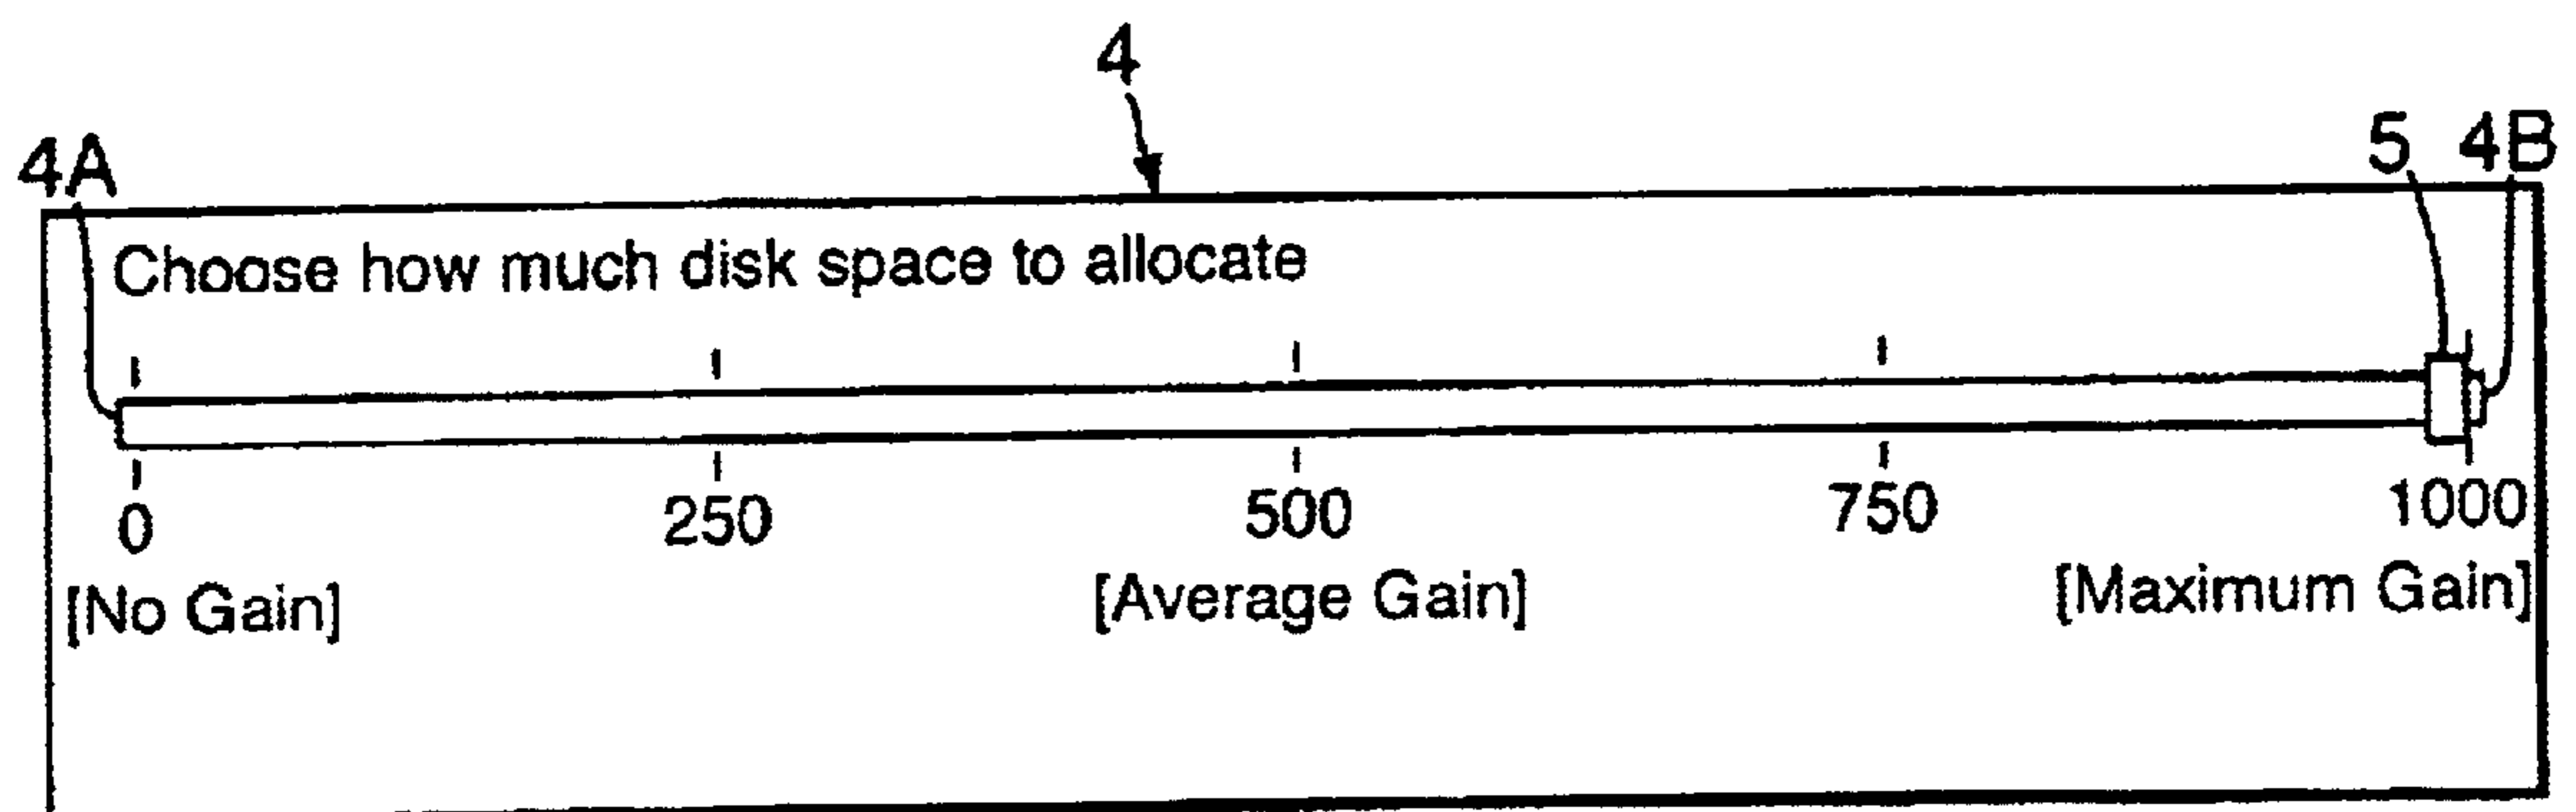 4
4A 5 4B
Choose how much disk space to allocate
0 250 500 750 1000
[No Gain] [Average Gain] [Maximum Gain]